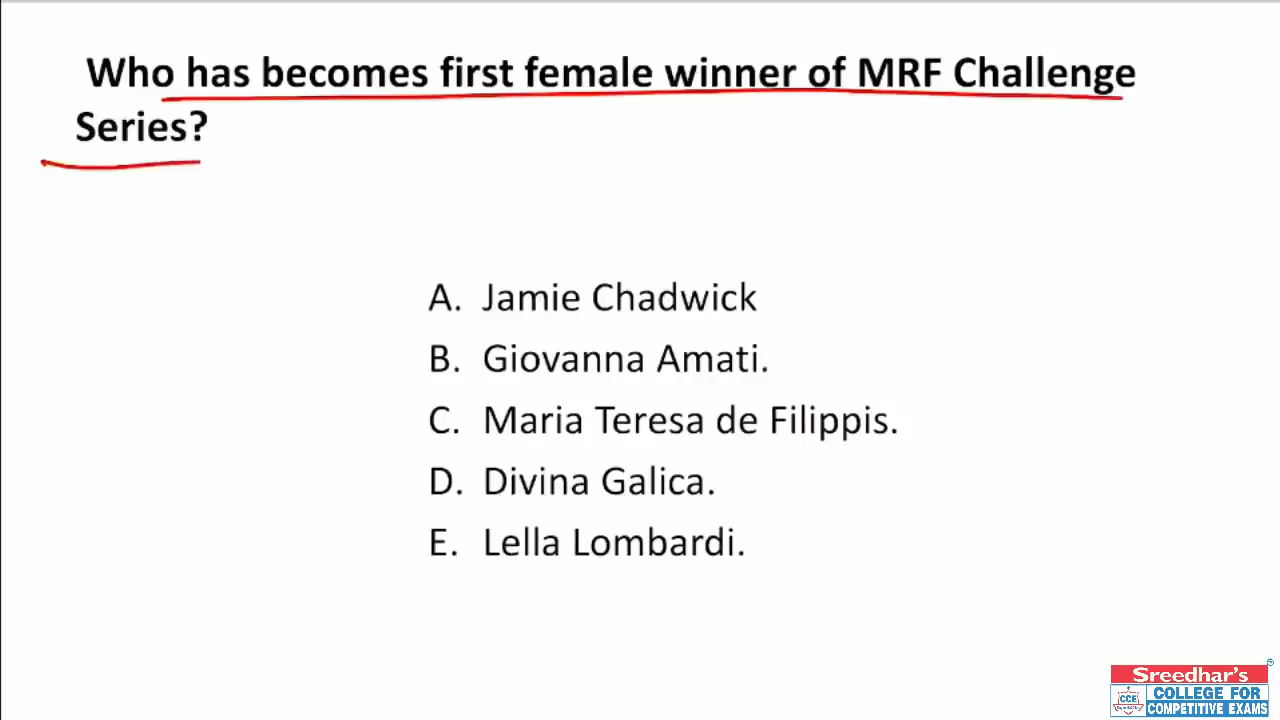 Who has becomes first female winner of MRF Challenge
Series?
A. Jamie Chadwick
B. Giovanna Amati.
C. Maria Teresa de Filippis.
D. Divina Galica.
E. Lella Lombardi.
Sreedhar's
CCE
COLLEGE FOR
COMPETITIVE EXAMS